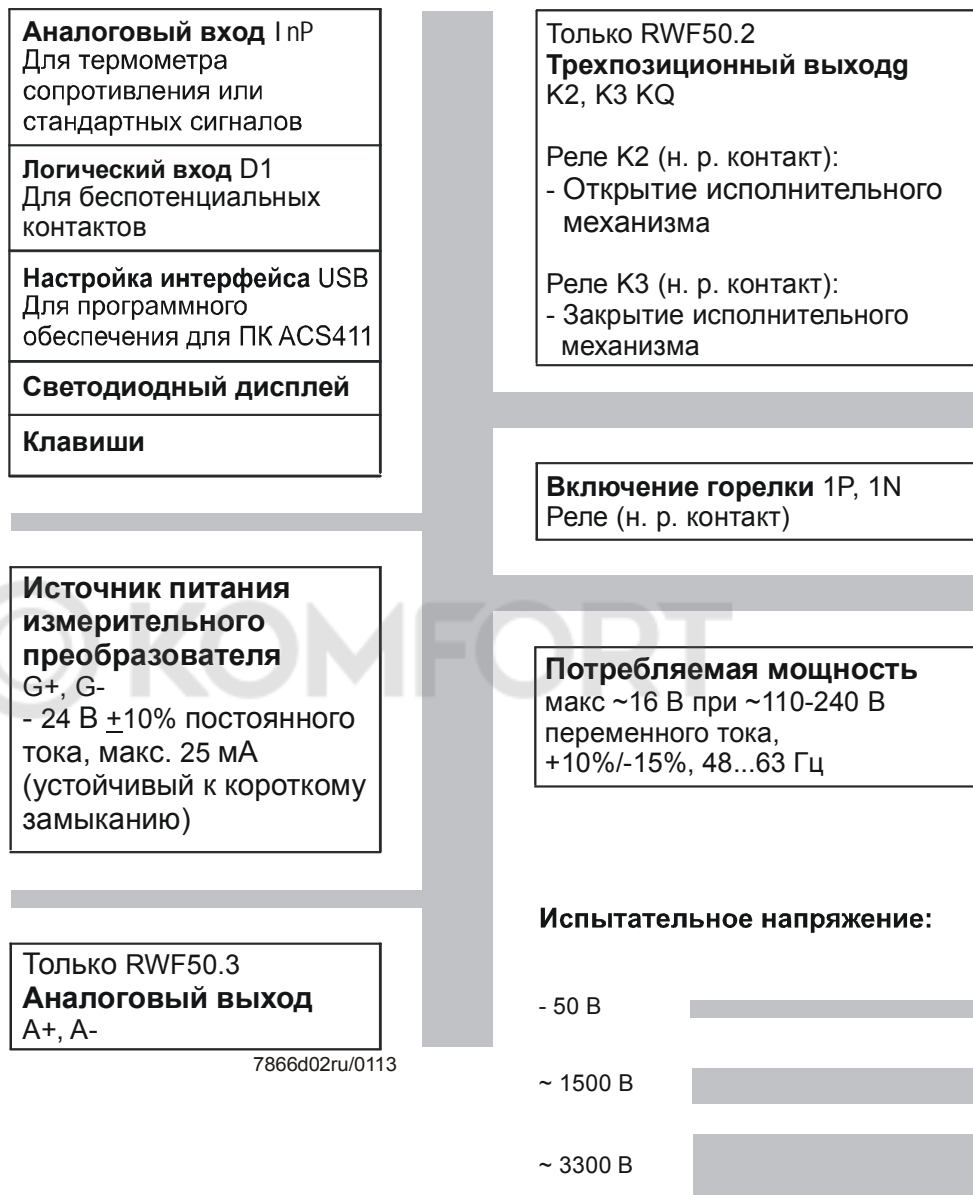 Аналоговый вход InP
Для термометра
сопротивления или
стандартных сигналов
Логический вход D1
Для беспотенциальных
контактов
Настройка интерфейса USB
Для программного
обеспечения для ПК ACS411
Светодиодный дисплей
Клавиши
Источник питания
измерительного
преобразователя
G+, G-
- 24 В ±10% постоянного
тока, макс. 25 мА
(устойчивый к короткому
замыканию)
Только RWF50.3
Аналоговый выход
A+, A-
7866d02ru/0113
Только RWF50.2
Трехпозиционный выходg
K2, K3 KQ
Реле K2 (н. р. контакт):
- Открытие исполнительного
механизма
Реле K3 (н. р. контакт):
- Закрытие исполнительного
механизма
Включение горелки 1P, 1N
Реле (н. р. контакт)
Потребляемая мощность
макс ~16 В при ~110-240 В
переменного тока,
+10%/-15%, 48...63 Гц
Испытательное напряжение:
- 50 В
~ 1500 В
~ 3300 В
KOMFORT